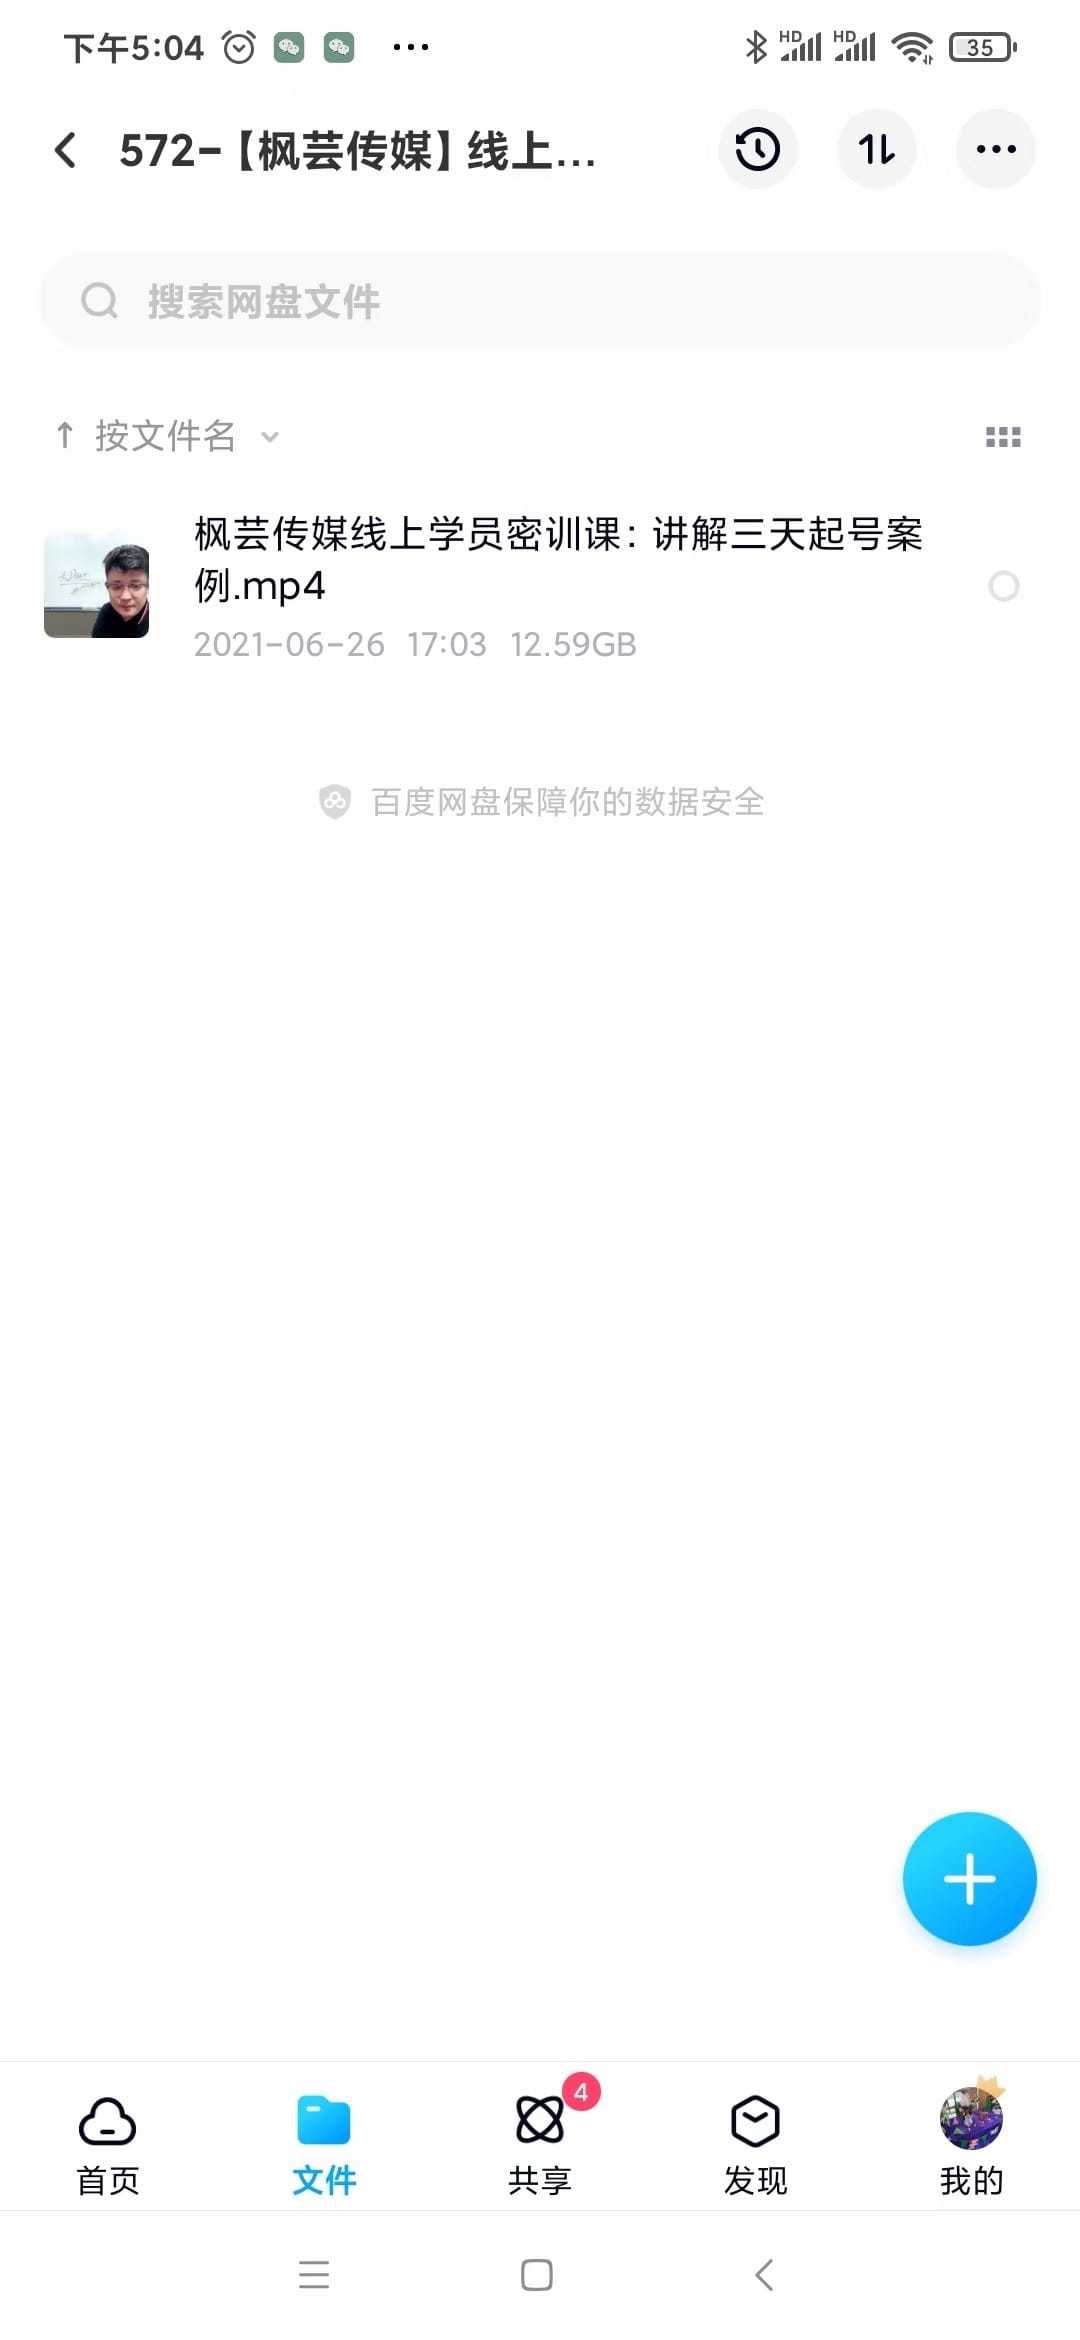 下午5:04 HD HD 35
572-【枫芸传媒】线上...
搜索网盘文件
按文件名
枫芸传媒线上学员密训课：讲解三天起号案
例.mp4
2021-06-26 17:03 12.59GB
百度网盘保障你的数据安全
4
首页 文件 共享 发现 我的